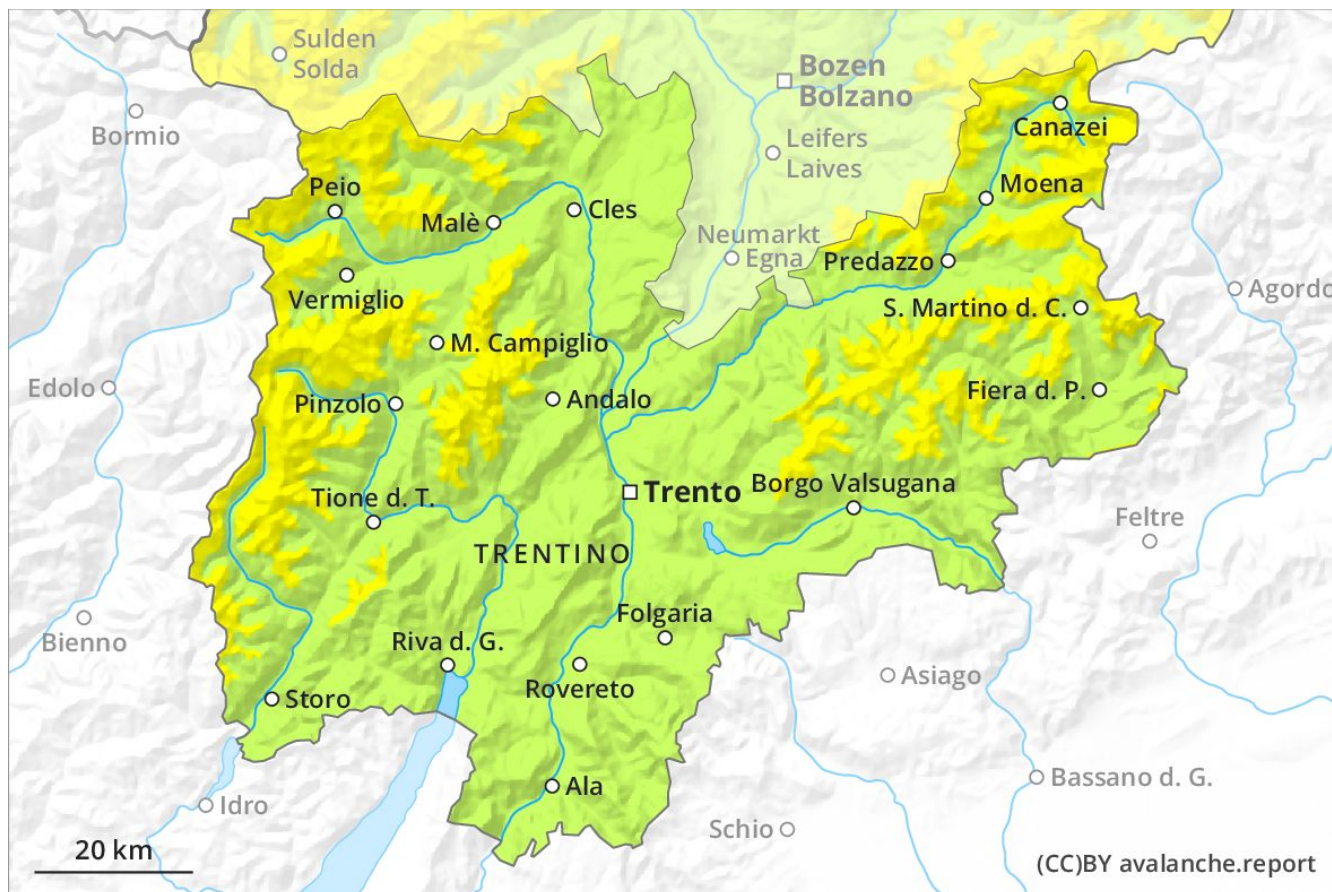 Sulden
Solda
Bozen
Bolzano
Bormio
Canazei
Leifers
Laives
Peio
Moena
Malè
Cles
Neumarkt
Egna
Predazzo
Vermiglio
Agordo
S. Martino d. C.
M. Campiglio
Edolo
Pinzolo
Andalo
Fiera d. P.
Trento
Borgo Valsugana
Tione d. T.
Feltre
TRENTINO
Bienno
Folgaria
Riva d. G.
Asiago
Rovereto
Storo
Bassano d. G.
Ala
Idro
Schio
20 km
(CC)BY avalanche.report